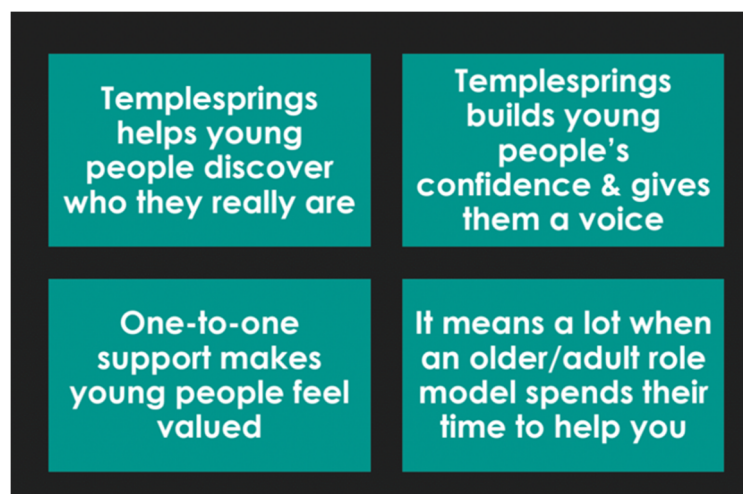 Templesprings
helps young
people discover
who they really are
Templesprings
builds young
people's
confidence & gives
them a voice
One-to-one
support makes
young people feel
valued
It means a lot when
an older/adult role
model spends their
time to help you